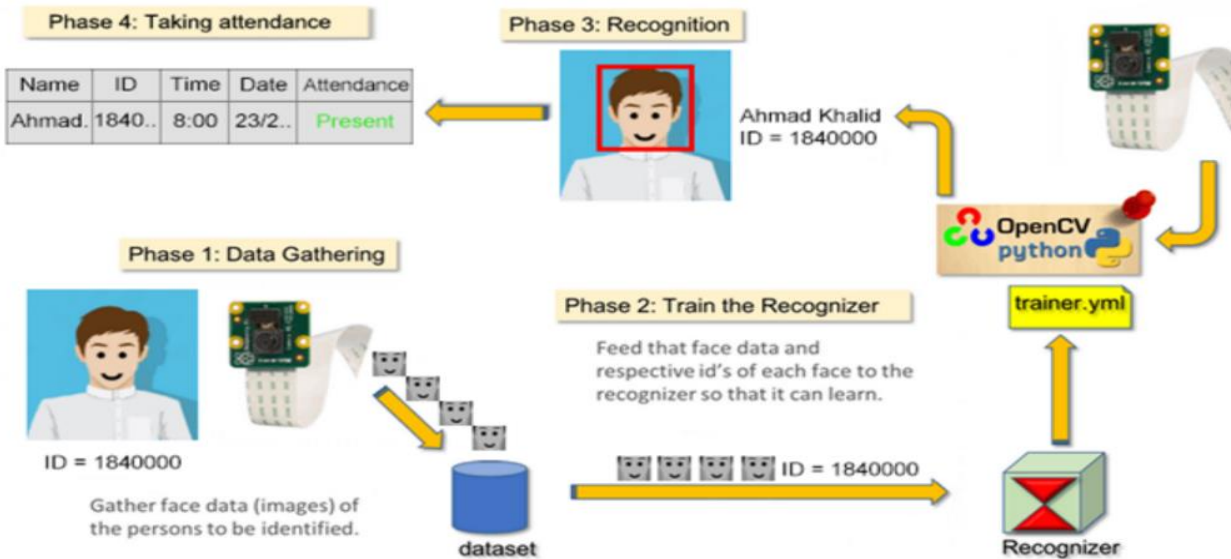 Phase 4: Taking attendance
Name ID Time Date Attendance
Ahmad. 1840.. 8:00 23/2.. Present
Phase 3: Recognition
Ahmad Khalid
ID = 1840000
OpenCV
python
trainer.yml
Phase 1: Data Gathering
ID = 1840000
Gather face data (images) of
the persons to be identified.
dataset
Phase 2: Train the Recognizer
Feed that face data and
respective id's of each face to the
recognizer so that it can learn.
ID = 1840000
Recognizer